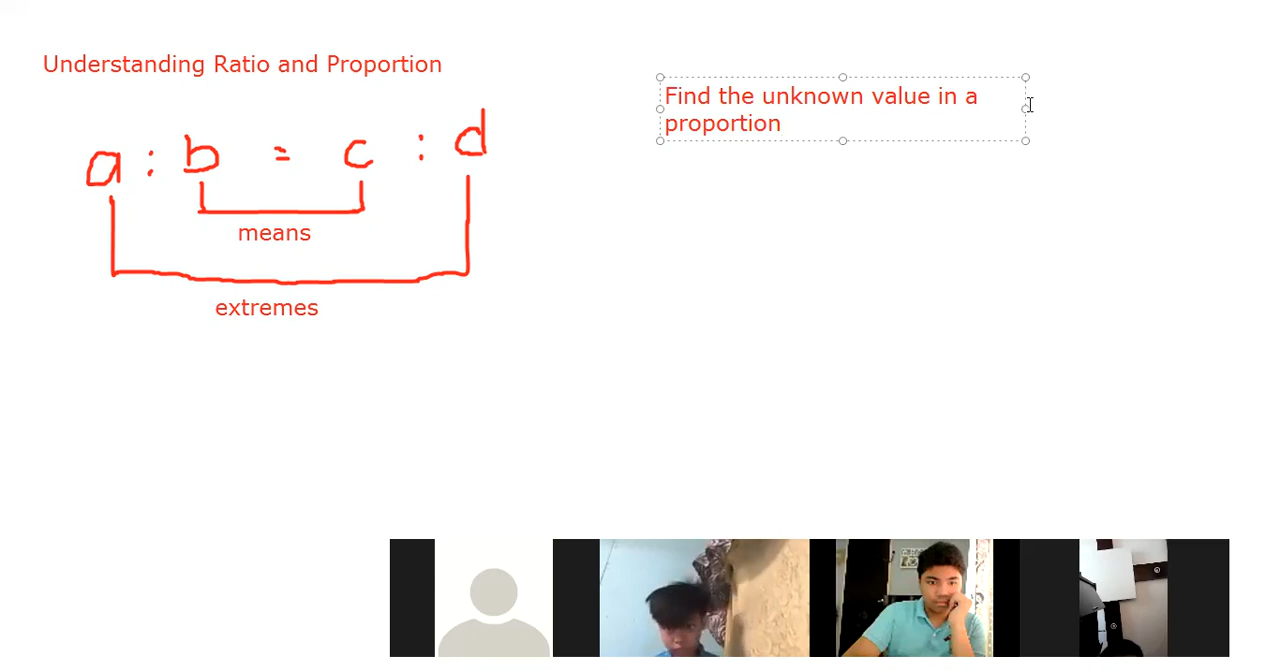 Understanding Ratio and Proportion
a : b = c : d
means
extremes
Find the unknown value in a
proportion